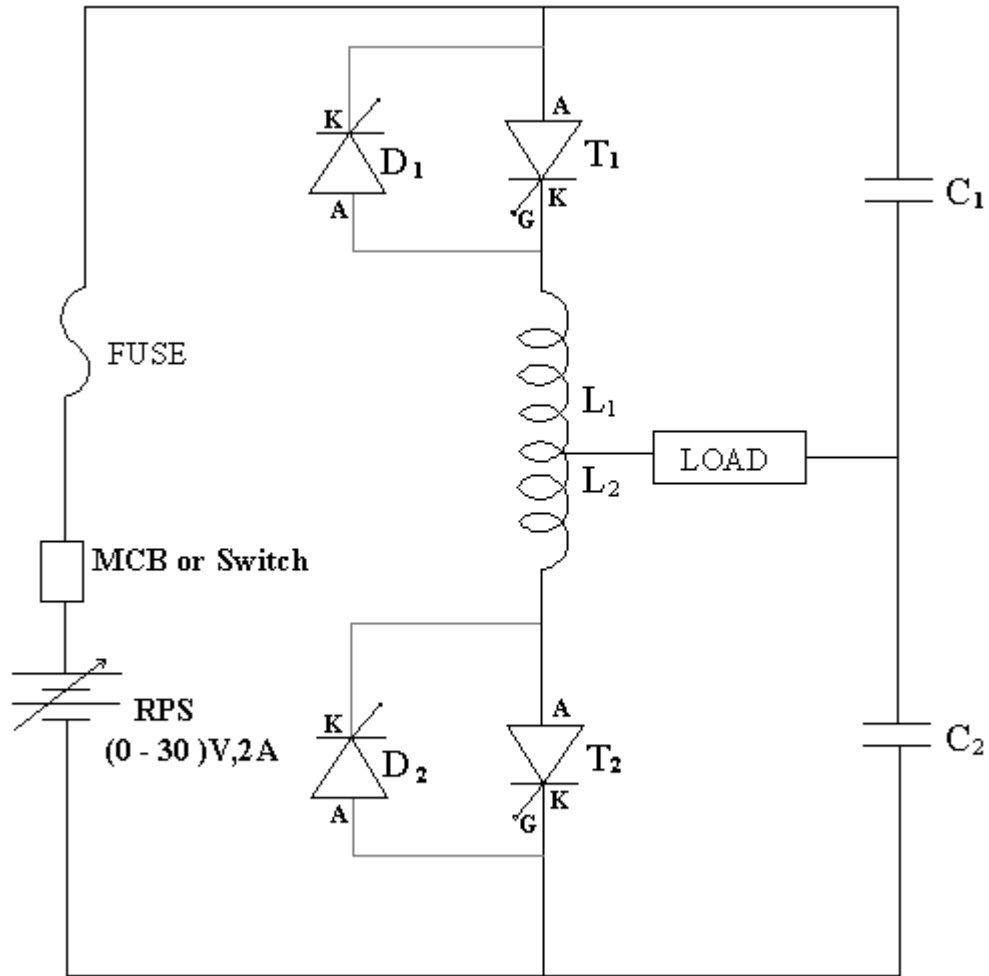 K
A
D1
T1
A
G
K
C1
FUSE
L1
LOAD
L2
MCB or Switch
RPS
(0 - 30 )V,2A
K
A
D2
T2
A
G
K
C2